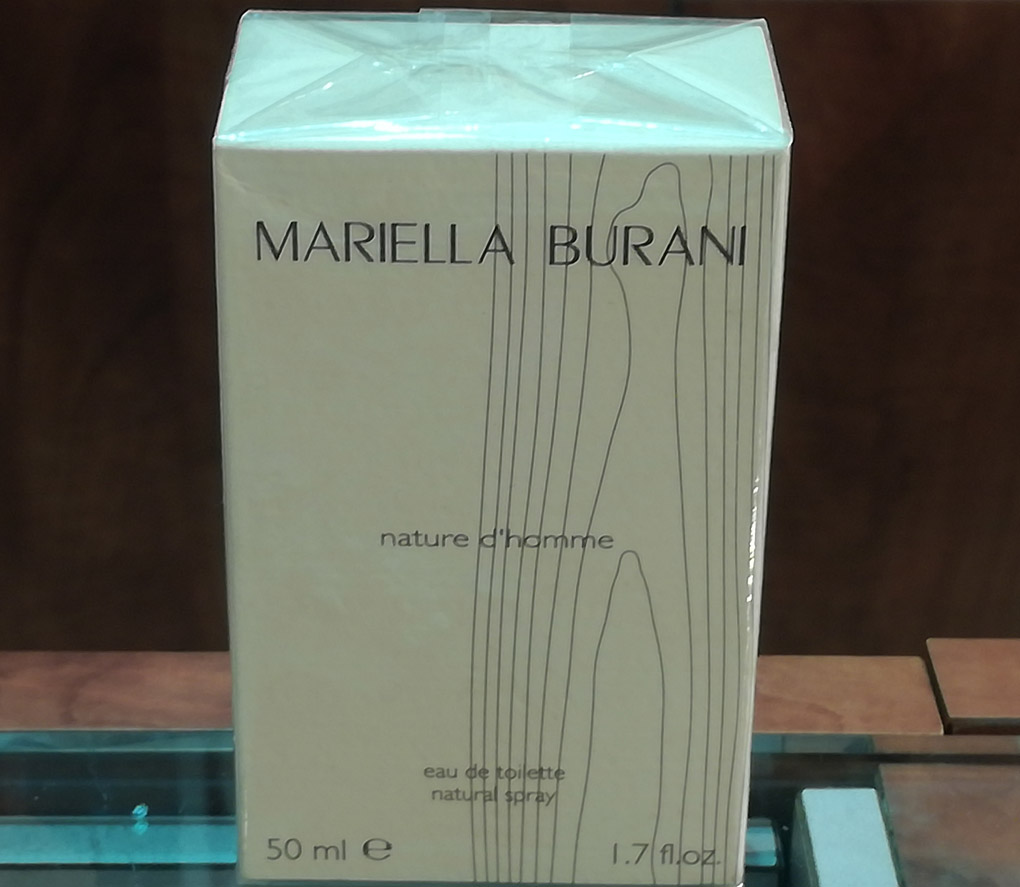 MARIELLA BURANI
nature d'homme
eau de toilette
natural spray
50 ml ℮ 1.7 fl.oz.